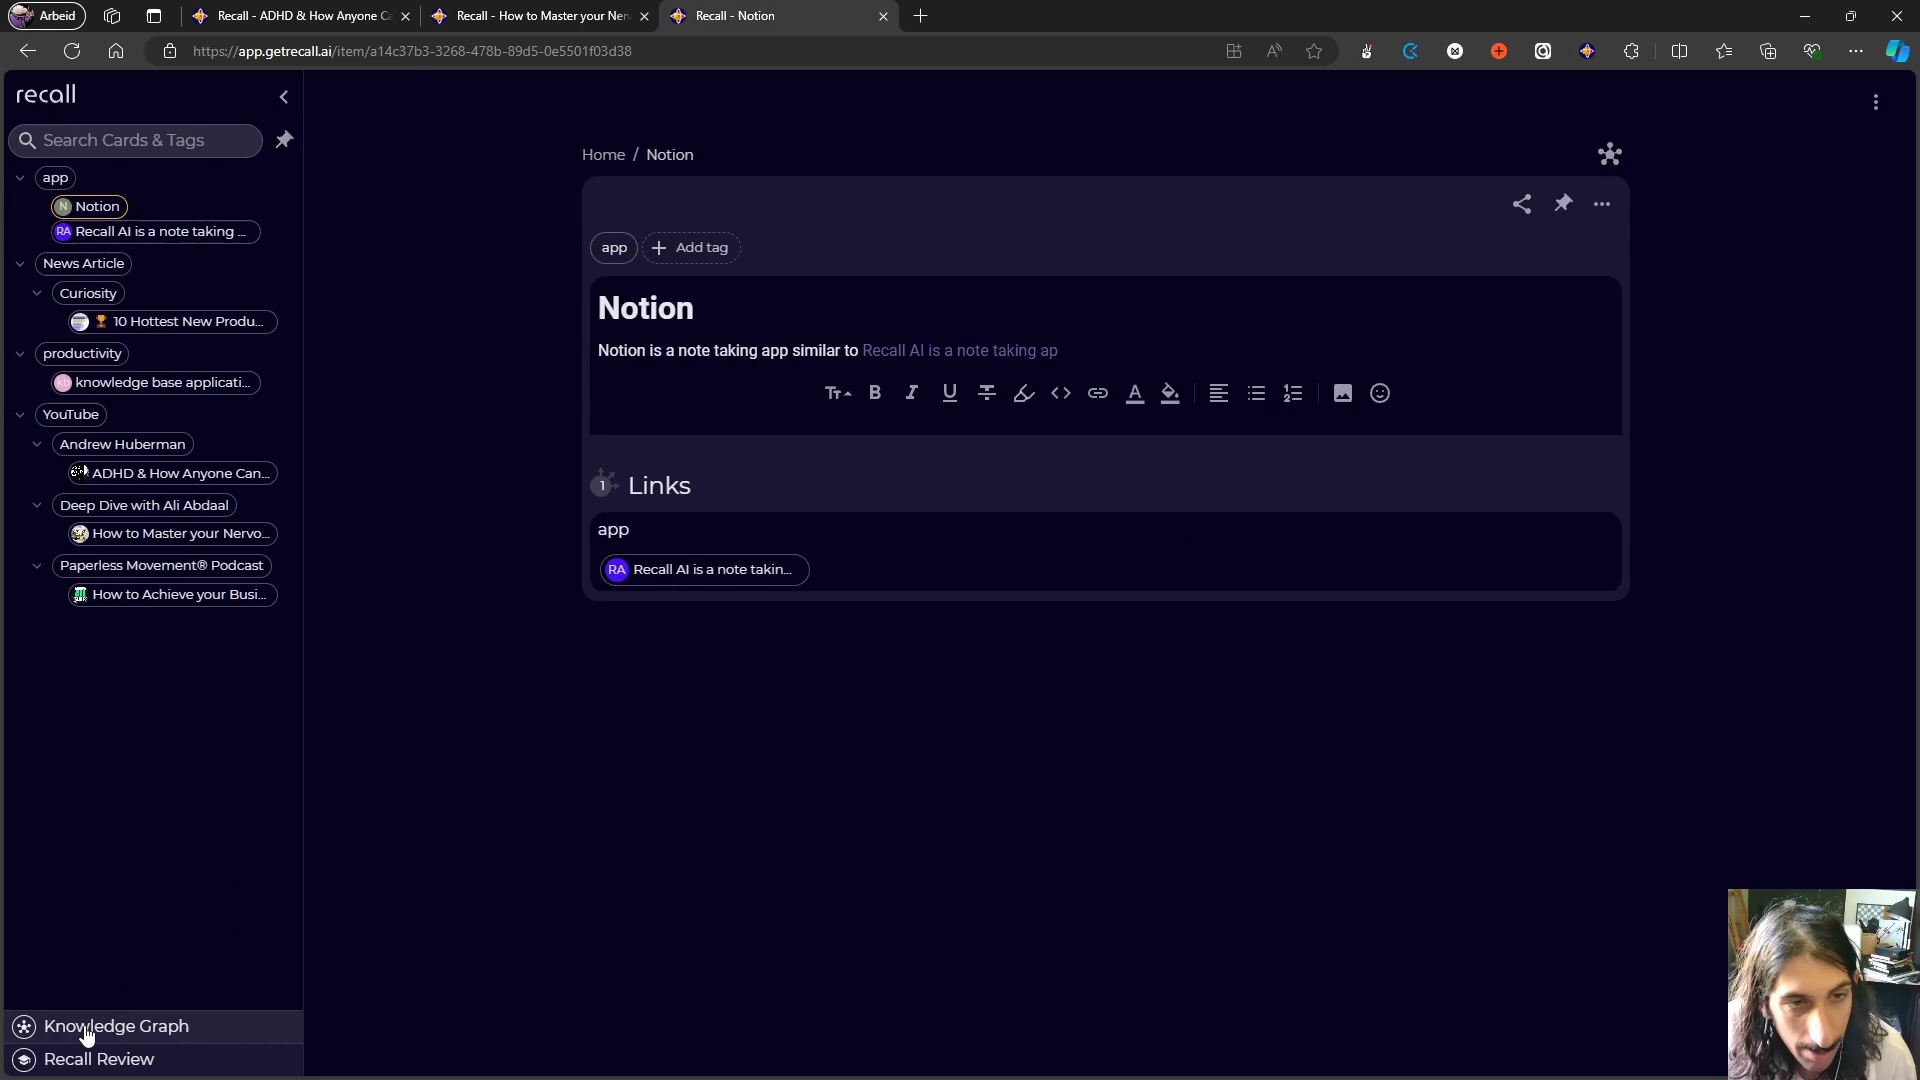 Arbeid
Recall - ADHD & How Anyone Ca
Recall - How to Master your Ner
Recall - Notion
https://app.getrecall.ai/item/a14c37b3-3268-478b-89d5-0e5501f03d38
recall
Search Cards & Tags
app
N Notion
RA Recall AI is a note taking ...
News Article
Curiosity
10 Hottest New Produ...
productivity
kb knowledge base applicati...
YouTube
Andrew Huberman
ADHD & How Anyone Can...
Deep Dive with Ali Abdaal
How to Master your Nervo...
Paperless Movement® Podcast
How to Achieve your Busi...
Knowledge Graph
Recall Review
Home / Notion
app
Add tag
Notion
Notion is a note taking app similar to Recall AI is a note taking ap
1 Links
app
RA Recall AI is a note takin...